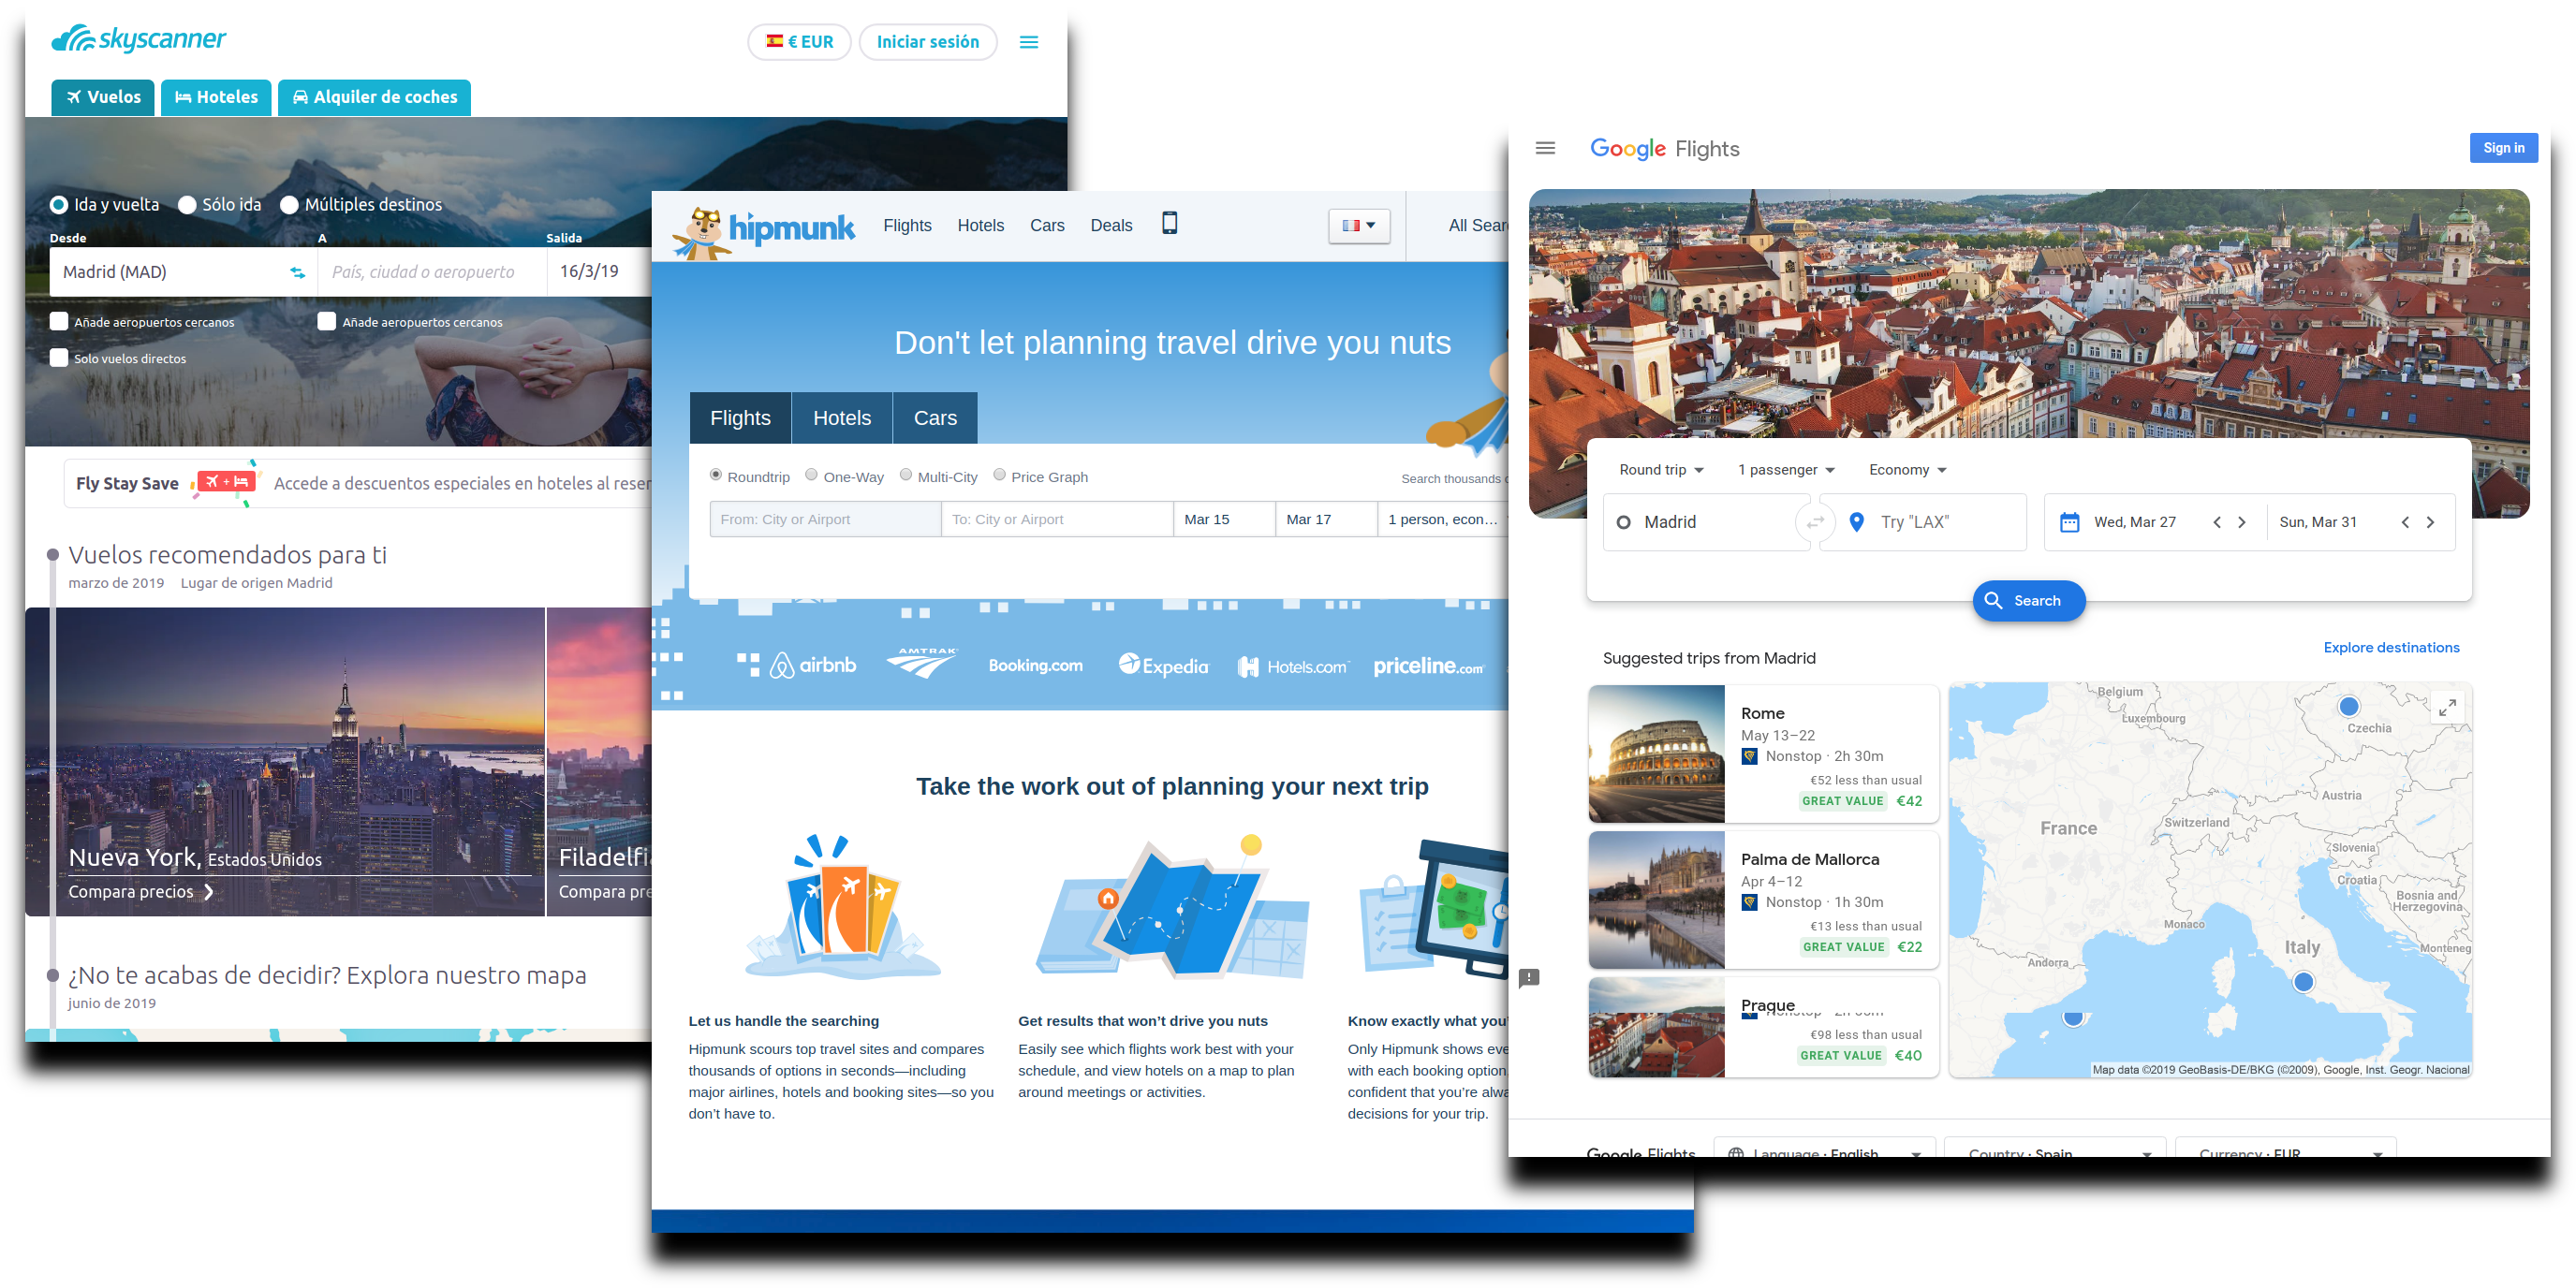 skyscanner
€ EUR
Iniciar sesión
Vuelos
Hoteles
Alquiler de coches
Ida y vuelta
Sólo ida
Múltiples destinos
Desde
A
Salida
Madrid (MAD)
País, ciudad o aeropuerto
16/3/19
Añade aeropuertos cercanos
Añade aeropuertos cercanos
Solo vuelos directos
Fly Stay Save
Accede a descuentos especiales en hoteles al reser
Vuelos recomendados para ti
marzo de 2019 Lugar de origen Madrid
Nueva York, Estados Unidos
Compara precios
Filadelfi
Compara pre
¿No te acabas de decidir? Explora nuestro mapa
junio de 2019
hipmunk
Flights
Hotels
Cars
Deals
All Sear
Don't let planning travel drive you nuts
Flights
Hotels
Cars
Roundtrip
One-Way
Multi-City
Price Graph
Search thousands
From: City or Airport
To: City or Airport
Mar 15
Mar 17
1 person, econ...
airbnb
AMTRAK
Booking.com
Expedia
Hotels.com
priceline.com
Take the work out of planning your next trip
Let us handle the searching
Hipmunk scours top travel sites and compares
thousands of options in seconds—including
major airlines, hotels and booking sites—so you
don’t have to.
Get results that won’t drive you nuts
Easily see which flights work best with your
schedule, and view hotels on a map to plan
around meetings or activities.
Know exactly what you’
Only Hipmunk shows eve
with each booking option
confident that you’re alwa
decisions for your trip.
Google Flights
Sign in
Round trip
1 passenger
Economy
Madrid
Try "LAX"
Wed, Mar 27
Sun, Mar 31
Search
Suggested trips from Madrid
Explore destinations
Rome
May 13–22
Nonstop · 2h 30m
€52 less than usual
GREAT VALUE €42
Palma de Mallorca
Apr 4–12
Nonstop · 1h 30m
€13 less than usual
GREAT VALUE €22
Prague
€98 less than usual
GREAT VALUE €40
Belgium
Luxembourg
Czechia
Austria
France
Switzerland
Slovenia
Croatia
Bosnia and
Herzegovina
Monaco
Italy
Monteneg
Andorra
Map data ©2019 GeoBasis-DE/BKG (©2009), Google, Inst. Geogr. Nacional
Google Flights
Language · English
Country · Spain
Currency · EUR